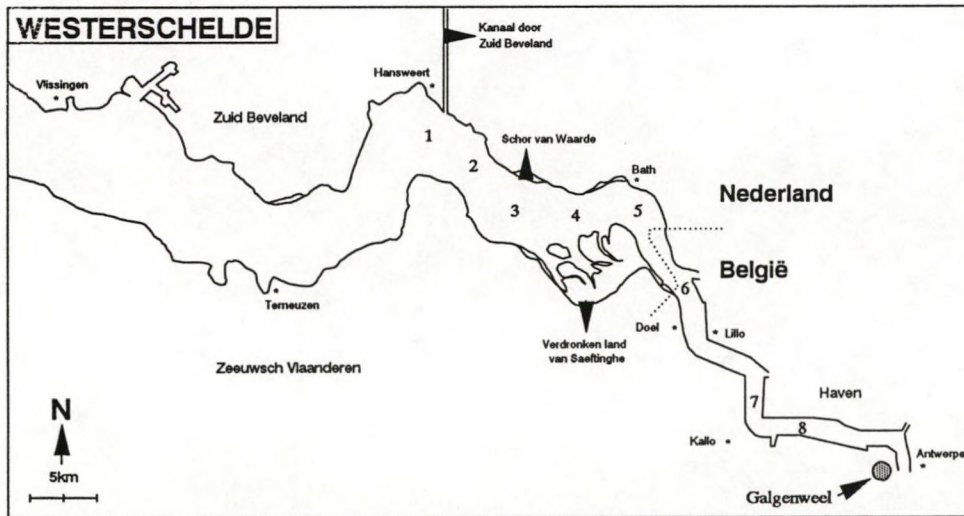 WESTERSCHELDE
Kanaal door
Zuid Beveland
Vlissingen
Hansweert
Zuid Beveland
1
Schor van Waarde
2
Bath
Nederland
3
4
5
België
6
Terneuzen
Doel
Lillo
Verdronken land
van Saeftinghe
Zeeuwsch Vlaanderen
Haven
7
8
N
Kallo
Antwerpe
5km
Galgenweel